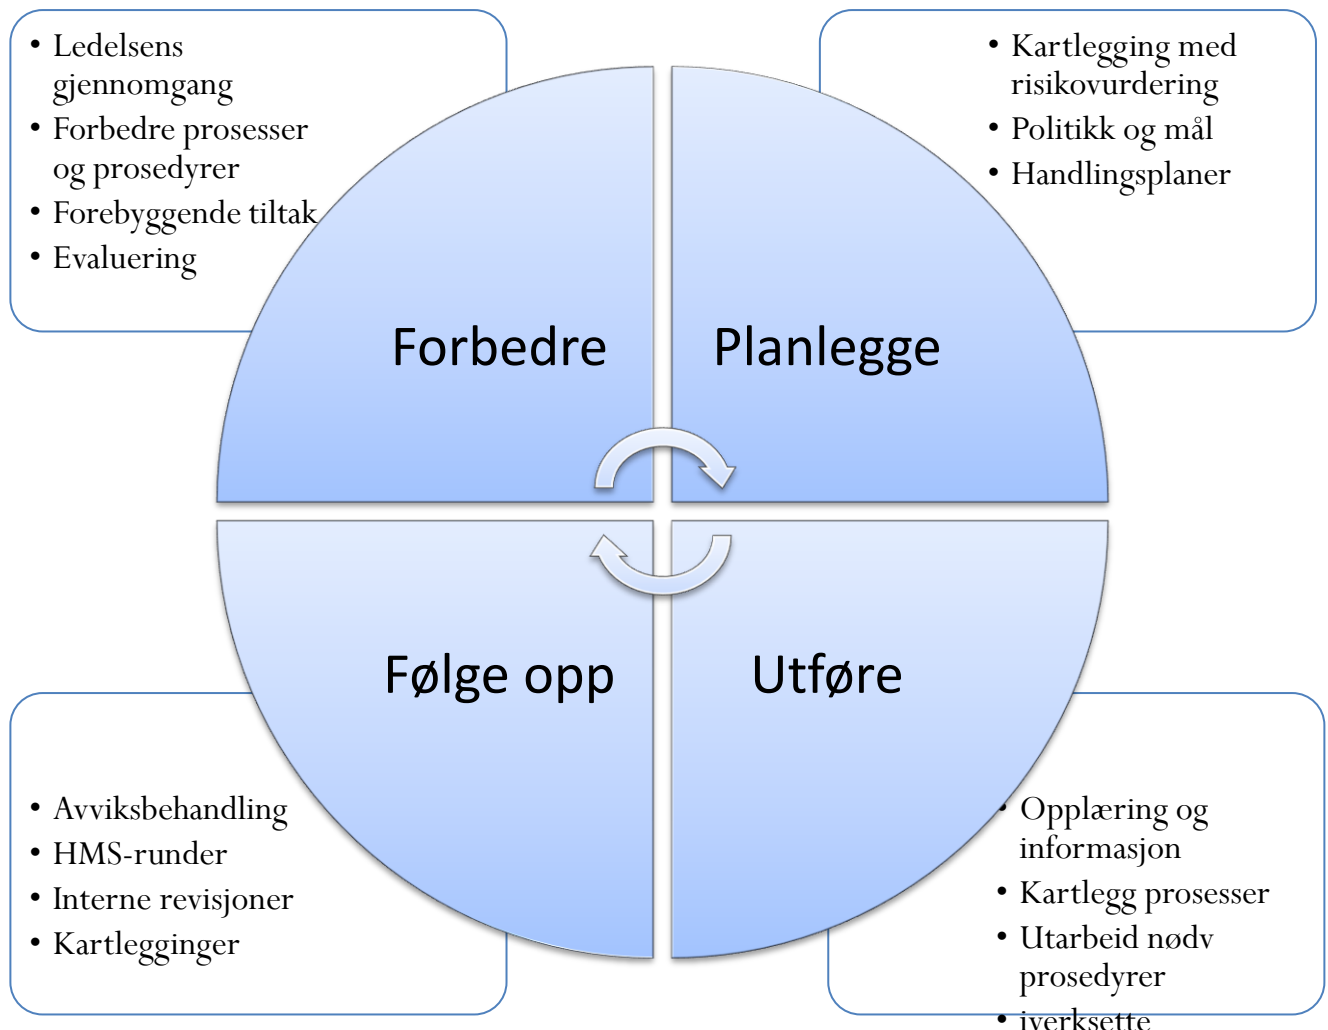 • Ledelsens
gjennomgang
• Forbedre prosesser
og prosedyrer
• Forebyggende tiltak
• Evaluering
• Kartlegging med
risikovurdering
• Politikk og mål
• Handlingsplaner
Forbedre
Planlegge
Følge opp
Utføre
• Avviksbehandling
• HMS-runder
• Interne revisjoner
• Kartlegginger
• Opplæring og
informasjon
• Kartlegg prosesser
• Utarbeid nødv
prosedyrer
• iverksette